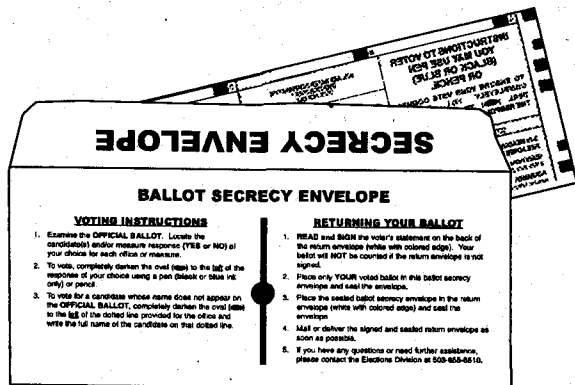 INSTRUCTIONS TO VOTER
YOU MAY USE PEN
(BLACK OR BLUE)
OR PENCIL
TO ENSURE YOUR VOTE COUNTS
SECRECY ENVELOPE
BALLOT SECRECY ENVELOPE
VOTING INSTRUCTIONS
1. Examine the OFFICIAL BALLOT. Locate the
candidate(s) and/or measure response (YES or NO) of
your choice for each office or measure.
2. To vote, completely darken the oval to the left of the
response of your choice using a pen (black or blue ink
only) or pencil.
3. To vote for a candidate whose name does not appear on
the OFFICIAL BALLOT, completely darken the oval
to the left of the dotted line provided for the office and
write the full name of the candidate on that dotted line.
RETURNING YOUR BALLOT
1. READ and SIGN the voter's statement on the back of
the return envelope (white with colored edge). Your
ballot will NOT be counted if the return envelope is not
signed.
2. Place only YOUR voted ballot in this ballot secrecy
envelope and seal the envelope.
3. Place the sealed ballot secrecy envelope in the return
envelope (white with colored edge) and seal the
envelope
4. Mail or deliver the signed and sealed return envelope as
soon as possible.
5. If you have any questions or need further assistance,
please contact the Elections Division at 503-655-8510.